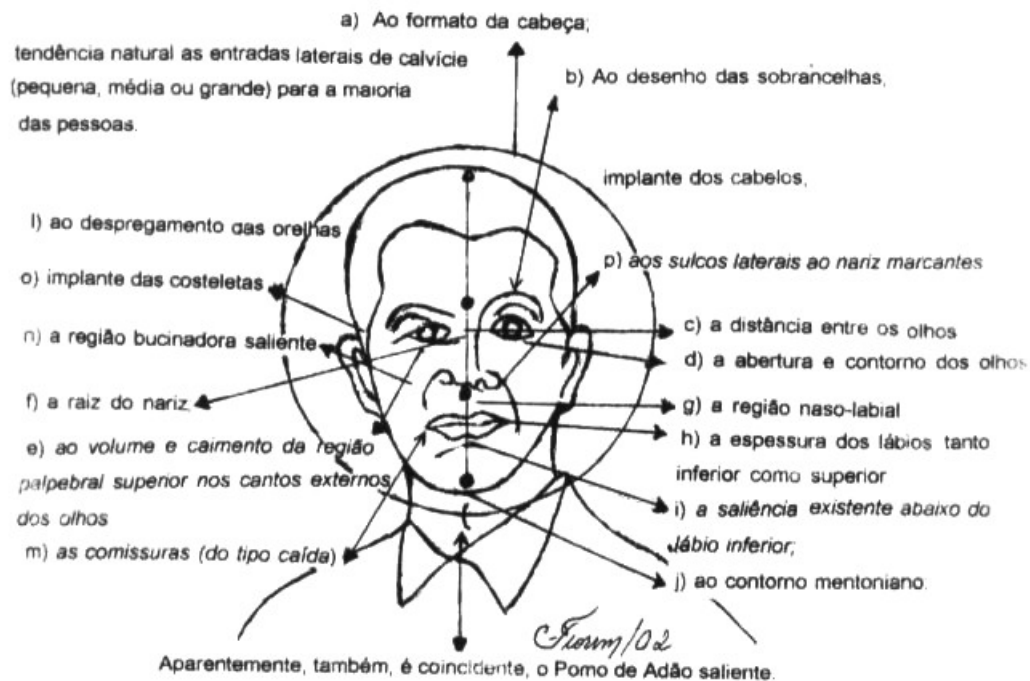 a) Ao formato da cabeça;
tendência natural as entradas laterais de calvície
(pequena, média ou grande) para a maioria
das pessoas.
b) Ao desenho das sobrancelhas,
implante dos cabelos,
l) ao despregamento das orelhas
o) implante das costeletas
n) a região bucinadora saliente
f) a raiz do nariz
e) ao volume e caimento da região
palpebral superior nos cantos externos
dos olhos
m) as comissuras (do tipo caída)
p) aos sulcos laterais ao nariz marcantes
c) a distância entre os olhos
d) a abertura e contorno dos olhos
g) a região naso-labial
h) a espessura dos lábios tanto
inferior como superior
i) a saliência existente abaixo do
lábio inferior;
j) ao contorno mentoniano.
/02
Aparentemente, também, é coincidente, o Pomo de Adão saliente.